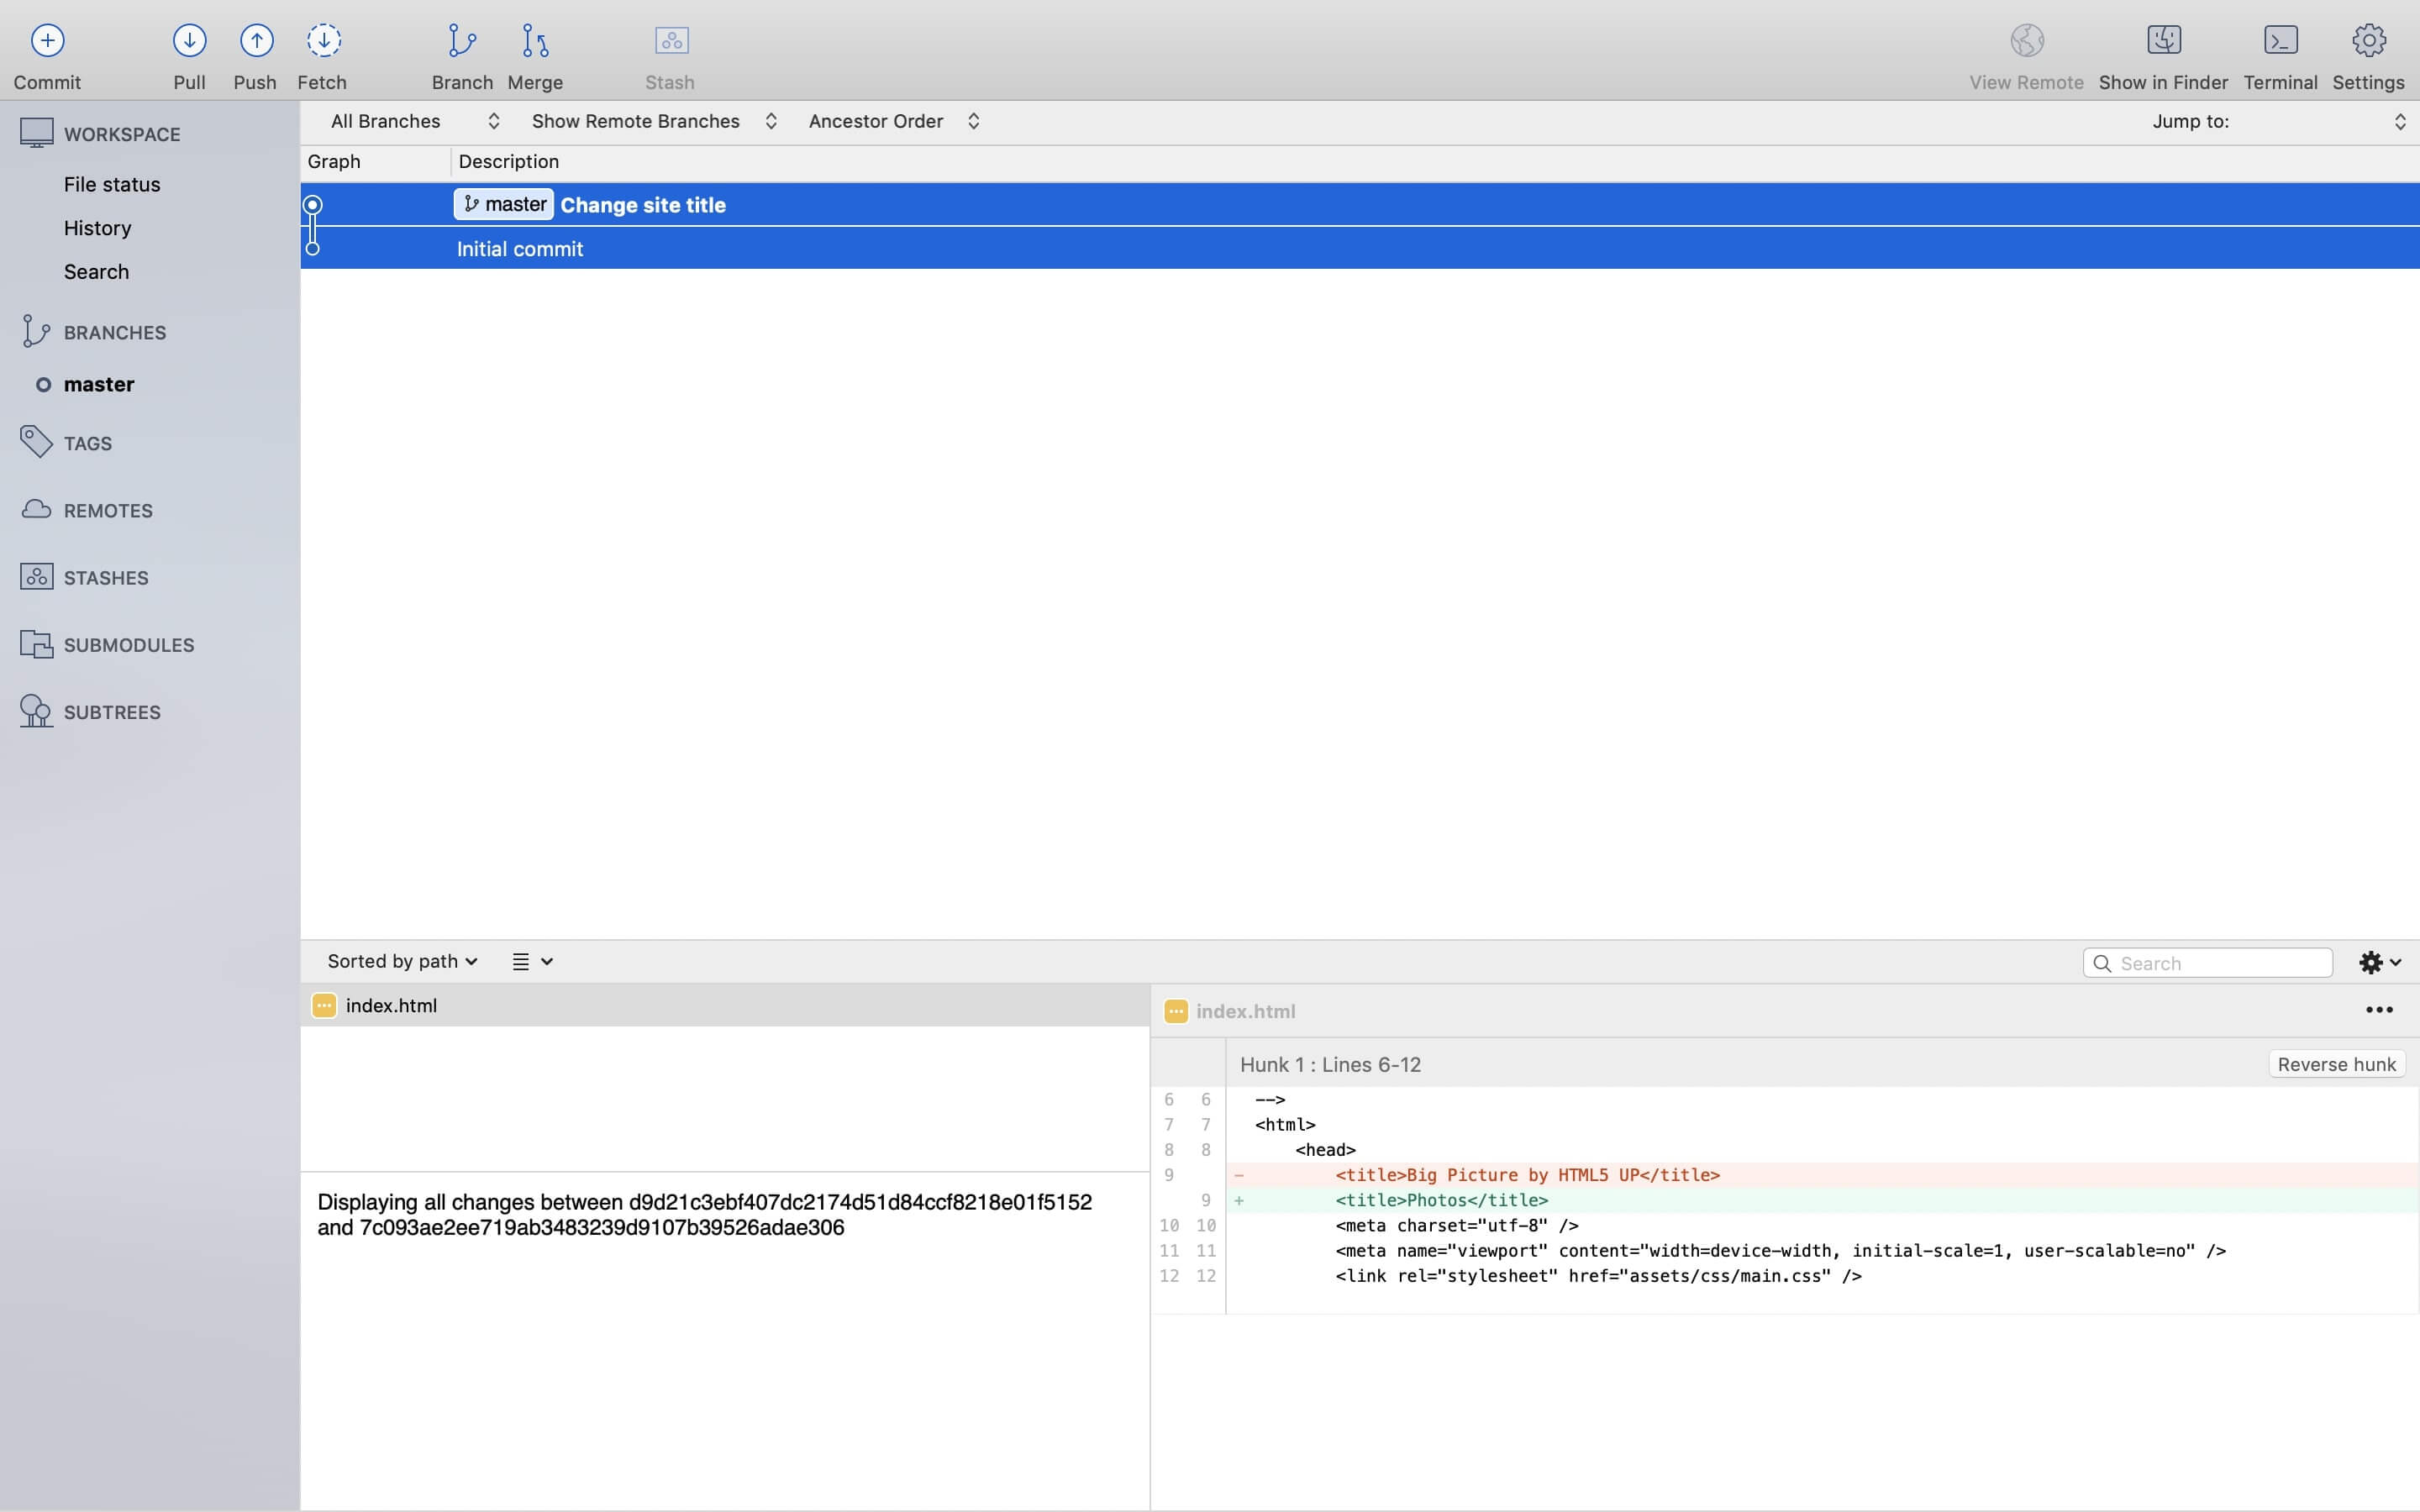 Commit Pull Push Fetch Branch Merge Stash View Remote Show in Finder Terminal Settings
WORKSPACE
File status
History
Search
BRANCHES
master
TAGS
REMOTES
STASHES
SUBMODULES
SUBTREES
All Branches Show Remote Branches Ancestor Order Jump to:
Graph Description
master Change site title
Initial commit
Sorted by path Search
index.html
Displaying all changes between d9d21c3ebf407dc2174d51d84ccf8218e01f5152
and 7c093ae2ee719ab3483239d9107b39526adae306
index.html
Hunk 1 : Lines 6-12 Reverse hunk
6 6 -->
7 7 <html>
8 8 <head>
9 - <title>Big Picture by HTML5 UP</title>
9 + <title>Photos</title>
10 10 <meta charset="utf-8" />
11 11 <meta name="viewport" content="width=device-width, initial-scale=1, user-scalable=no" />
12 12 <link rel="stylesheet" href="assets/css/main.css" />